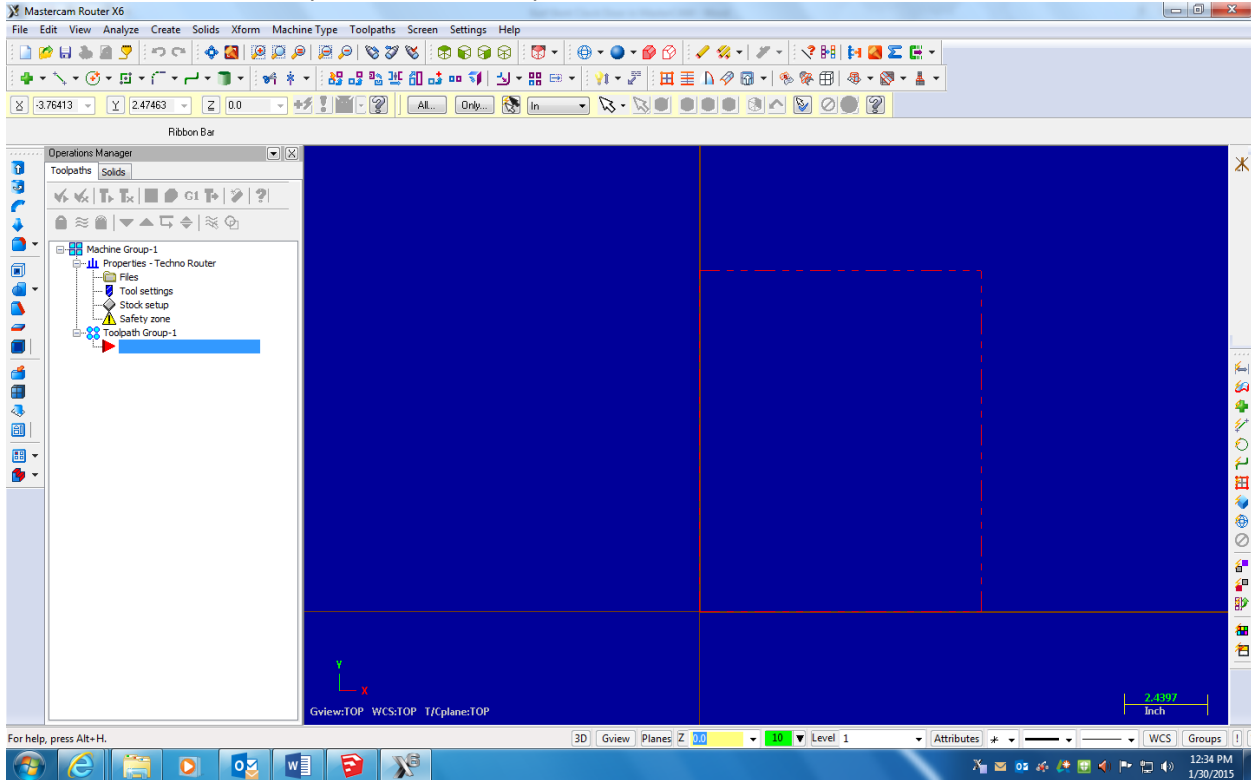 Mastercam Router X6
File Edit View Analyze Create Solids Xform Machine Type Toolpaths Screen Settings Help
X -3.76413 Y 2.47463 Z 0.0 All... Only... In
Ribbon Bar
Operations Manager
Toolpaths Solids
G1
Machine Group-1
Properties - Techno Router
Files
Tool settings
Stock setup
Safety zone
Toolpath Group-1
Y
X
Gview:TOP WCS:TOP T/Cplane:TOP
2.4397
Inch
For help, press Alt+H.
3D Gview Planes Z 0.0 10 Level 1 Attributes WCS Groups
12:34 PM
1/30/2015